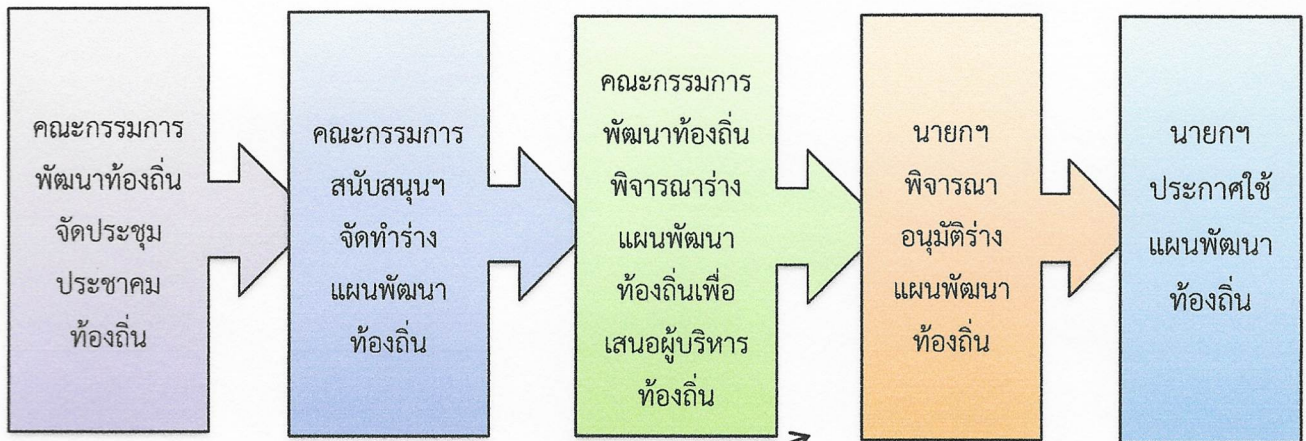 คณะกรรมการ
พัฒนาท้องถิ่น
จัดประชุม
ประชาคม
ท้องถิ่น
คณะกรรมการ
สนับสนุนฯ
จัดทำร่าง
แผนพัฒนา
ท้องถิ่น
คณะกรรมการ
พัฒนาท้องถิ่น
พิจารณาร่าง
แผนพัฒนา
ท้องถิ่นเพื่อ
เสนอผู้บริหาร
ท้องถิ่น
นายกฯ
พิจารณา
อนุมัติร่าง
แผนพัฒนา
ท้องถิ่น
นายกฯ
ประกาศใช้
แผนพัฒนา
ท้องถิ่น